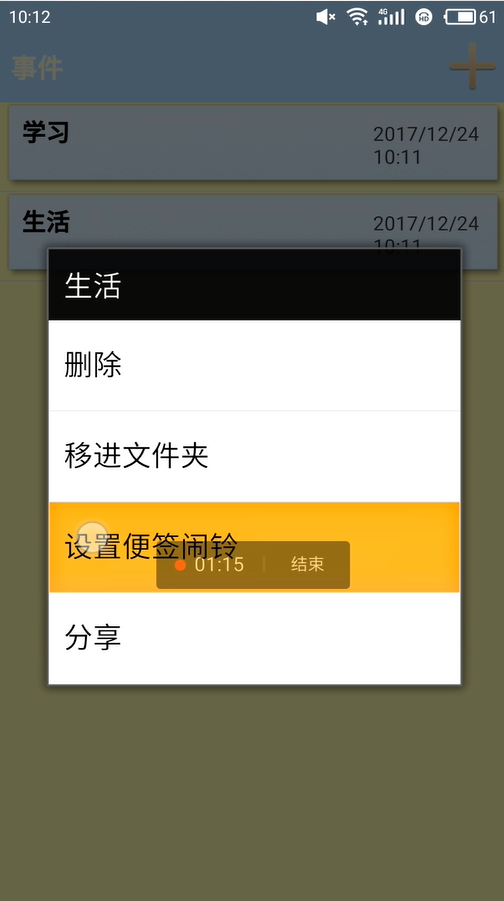 10:12 4G HD 61
事件
学习 2017/12/24
10:11
生活 2017/12/24
10:11
生活
删除
移进文件夹
设置便签闹铃
01:15 结束
分享